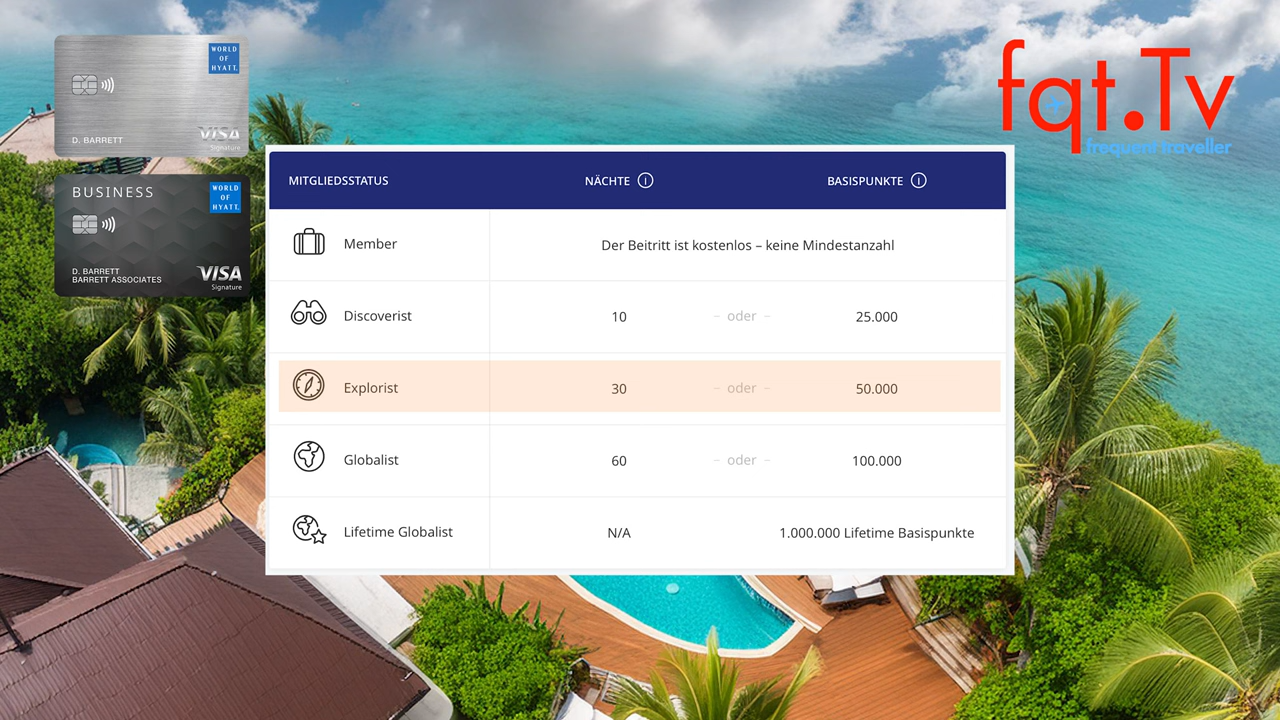 WORLD
OF
HYATT.
D. BARRETT
VISA
Signature
BUSINESS
WORLD
OF
HYATT.
D. BARRETT
BARRETT ASSOCIATES
VISA
Signature
fqt.Tv
frequent traveller
MITGLIEDSSTATUS NÄCHTE BASISPUNKTE
Member Der Beitritt ist kostenlos – keine Mindestanzahl
Discoverist 10 – oder – 25.000
Explorist 30 – oder – 50.000
Globalist 60 – oder – 100.000
Lifetime Globalist N/A 1.000.000 Lifetime Basispunkte